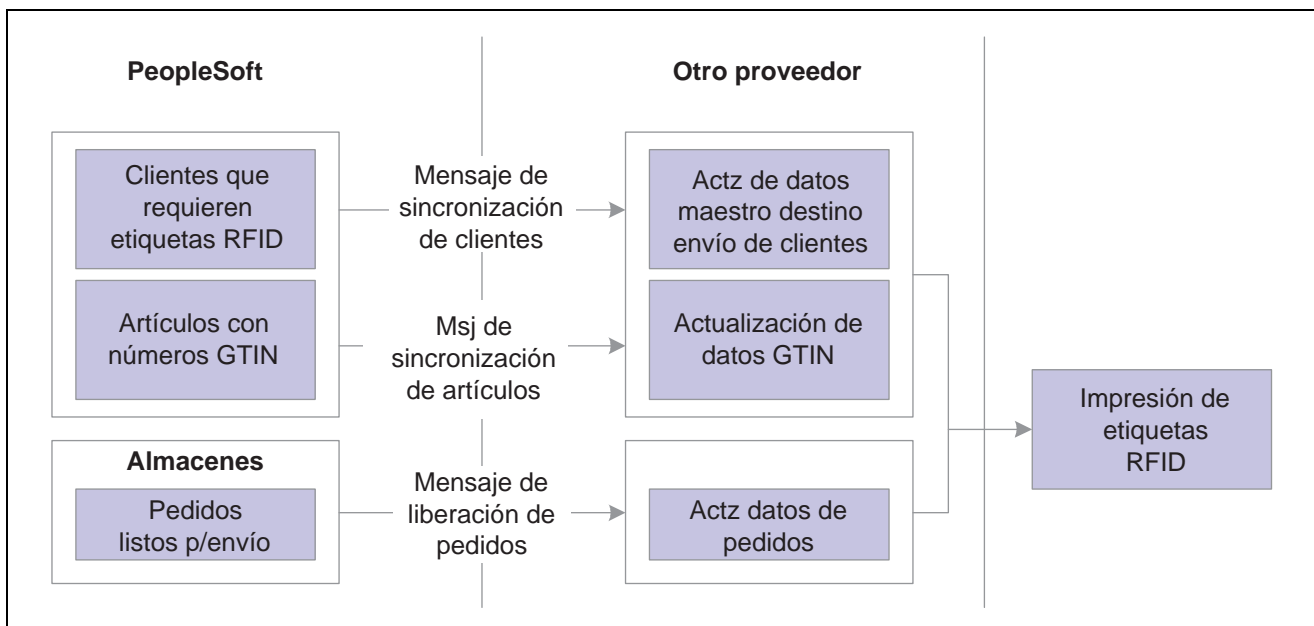 PeopleSoft
Otro proveedor
Clientes que
requieren
etiquetas RFID
Mensaje de
sincronización
de clientes
Actz de datos
maestro destino
envío de clientes
Artículos con
números GTIN
Msj de
sincronización
de artículos
Actualización de
datos GTIN
Impresión de
etiquetas
RFID
Almacenes
Pedidos
listos p/envío
Mensaje de
liberación de
pedidos
Actz datos de
pedidos